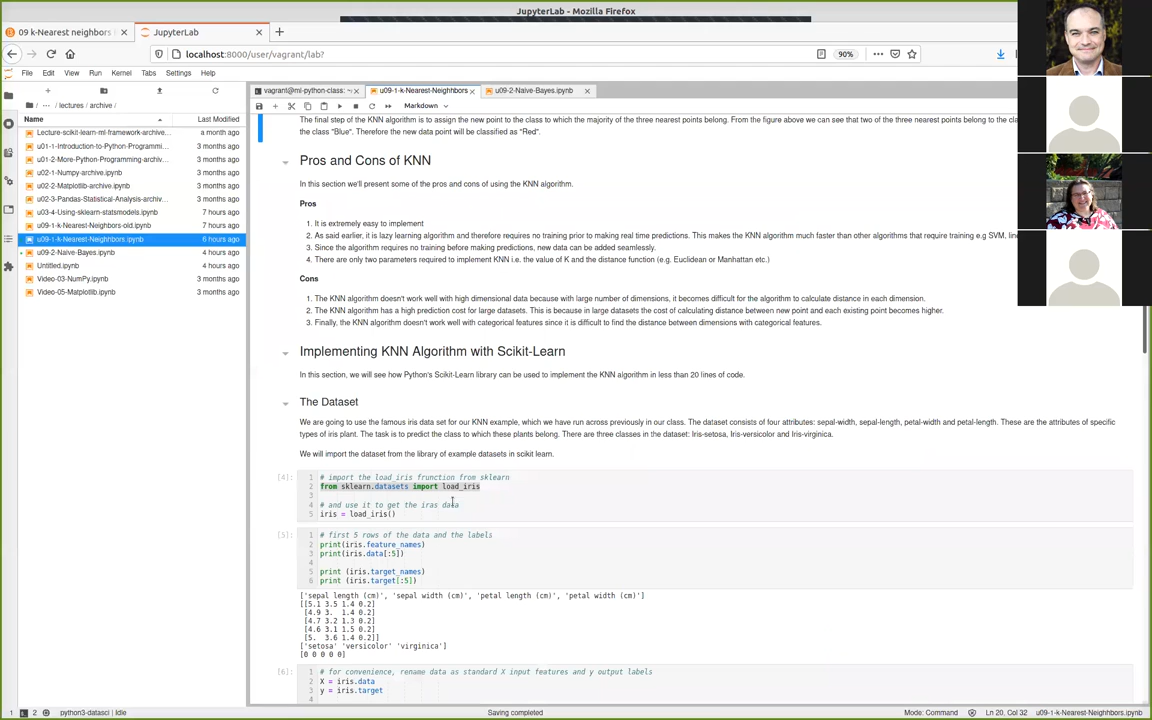 JupyterLab - Mozilla Firefox
09 k-Nearest neighbors
JupyterLab
localhost:8000/user/vagrant/lab?
90%
File Edit View Run Kernel Tabs Settings Help
/ ··· / lectures / archive /
Name Last Modified
Lecture-scikit-learn-ml-framework-archive... a month ago
u01-1-Introduction-to-Python-Programmi... 3 months ago
u01-2-More-Python-Programming-archiv... 3 months ago
u02-1-Numpy-archive.ipynb 3 months ago
u02-2-Matplotlib-archive.ipynb 3 months ago
u02-3-Pandas-Statistical-Analysis-archiv... 3 months ago
u03-4-Using-sklearn-statsmodels.ipynb 7 hours ago
u09-1-k-Nearest-Neighbors-old.ipynb 7 hours ago
u09-1-k-Nearest-Neighhbors.ipynb 6 hours ago
u09-2-Naive-Bayes.ipynb 4 hours ago
Untitled.ipynb 4 hours ago
Video-03-NumPy.ipynb 3 months ago
Video-05-Matplotlib.ipynb 3 months ago
vagrant@ml-python-class: ~
u09-1-k-Nearest-Neighhbors
u09-2-Naive-Bayes.ipynb
Markdown
The final step of the KNN algorithm is to assign the new point to the class to which the majority of the three nearest points belong. From the figure above we can see that two of the three nearest points belong to the cla
the class "Blue". Therefore the new data point will be classified as "Red".
Pros and Cons of KNN
In this section we'll present some of the pros and cons of using the KNN algorithm.
Pros
1. It is extremely easy to implement
2. As said earlier, it is lazy learning algorithm and therefore requires no training prior to making real time predictions. This makes the KNN algorithm much faster than other algorithms that require training e.g SVM, line
3. Since the algorithm requires no training before making predictions, new data can be added seamlessly.
4. There are only two parameters required to implement KNN i.e. the value of K and the distance function (e.g. Euclidean or Manhattan etc.)
Cons
1. The KNN algorithm doesn't work well with high dimensional data because with large number of dimensions, it becomes difficult for the algorithm to calculate distance in each dimension.
2. The KNN algorithm has a high prediction cost for large datasets. This is because in large datasets the cost of calculating distance between new point and each existing point becomes higher.
3. Finally, the KNN algorithm doesn't work well with categorical features since it is difficult to find the distance between dimensions with categorical features.
Implementing KNN Algorithm with Scikit-Learn
In this section, we will see how Python's Scikit-Learn library can be used to implement the KNN algorithm in less than 20 lines of code.
The Dataset
We are going to use the famous iris data set for our KNN example, which we have run across previously in our class. The dataset consists of four attributes: sepal-width, sepal-length, petal-width and petal-length. These are the attributes of specific
types of iris plant. The task is to predict the class to which these plants belong. There are three classes in the dataset: Iris-setosa, Iris-versicolor and Iris-virginica.
We will import the dataset from the library of example datasets in scikit learn.
[4]: 1 # import the load_iris frunction from sklearn
2 from sklearn.datasets import load_iris
3
4 # and use it to get the iras data
5 iris = load_iris()
[5]: 1 # first 5 rows of the data and the labels
2 print(iris.feature_names)
3 print(iris.data[:5])
4
5 print (iris.target_names)
6 print (iris.target[:5])
['sepal length (cm)', 'sepal width (cm)', 'petal length (cm)', 'petal width (cm)']
[[5.1 3.5 1.4 0.2]
[4.9 3. 1.4 0.2]
[4.7 3.2 1.3 0.2]
[4.6 3.1 1.5 0.2]
[5. 3.6 1.4 0.2]]
['setosa' 'versicolor' 'virginica']
[0 0 0 0 0]
[6]: 1 # for convenience, rename data as standard X input features and y output labels
2 X = iris.data
3 y = iris.target
4
1 2 python3-datasci | Idle Saving completed Mode: Command Ln 20, Col 32 u09-1-k-Nearest-Neighhbors.ipynb